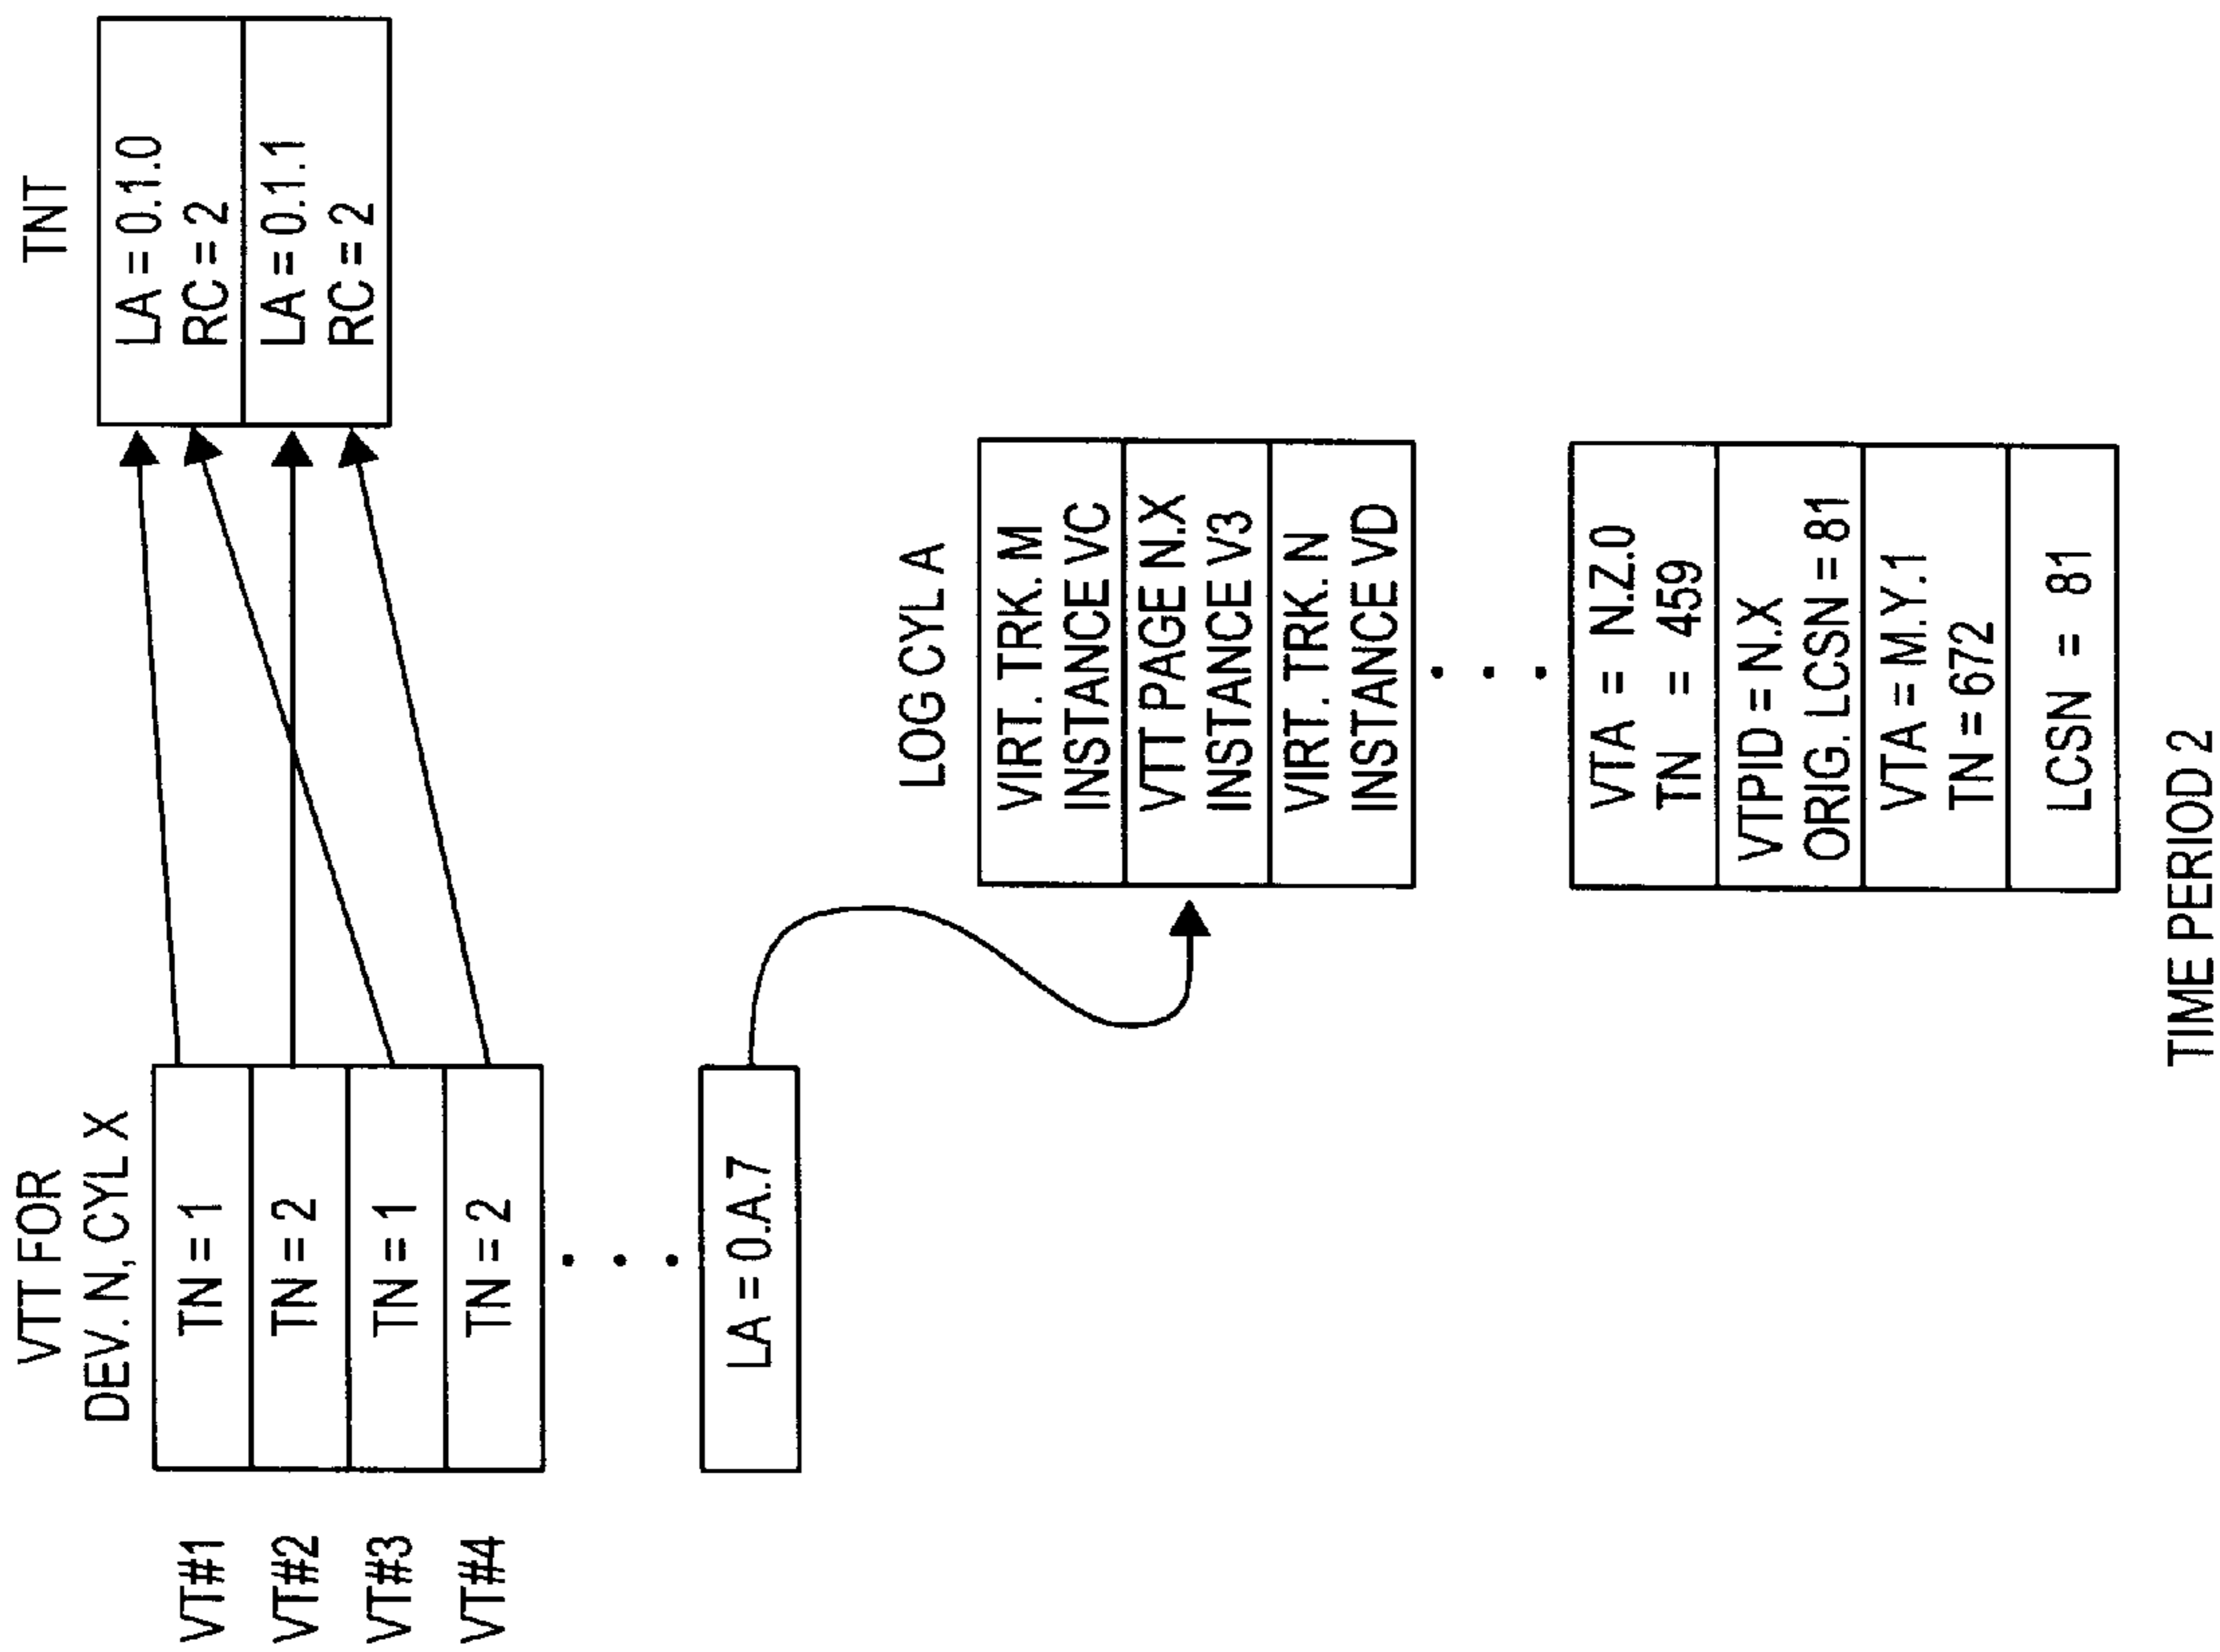 VTT FOR
DEV. N, CYL X
VT#1
TN = 1
VT#2
TN = 2
VT#3
TN = 1
VT#4
TN = 2
LA = 0.A.7
TNT
LA = 0.1.0
RC = 2
LA = 0.1.1
RC = 2
LOG CYL A
VIRT. TRK. M
INSTANCE VC
VTT PAGE N.X
INSTANCE V3
VIRT. TRK. N
INSTANCE VD
VTA = N.Z.0
TN = 459
VTPID = N.X
ORIG. LCSN = 81
VTA = M.Y.1
TN = 672
LCSN = 81
TIME PERIOD 2